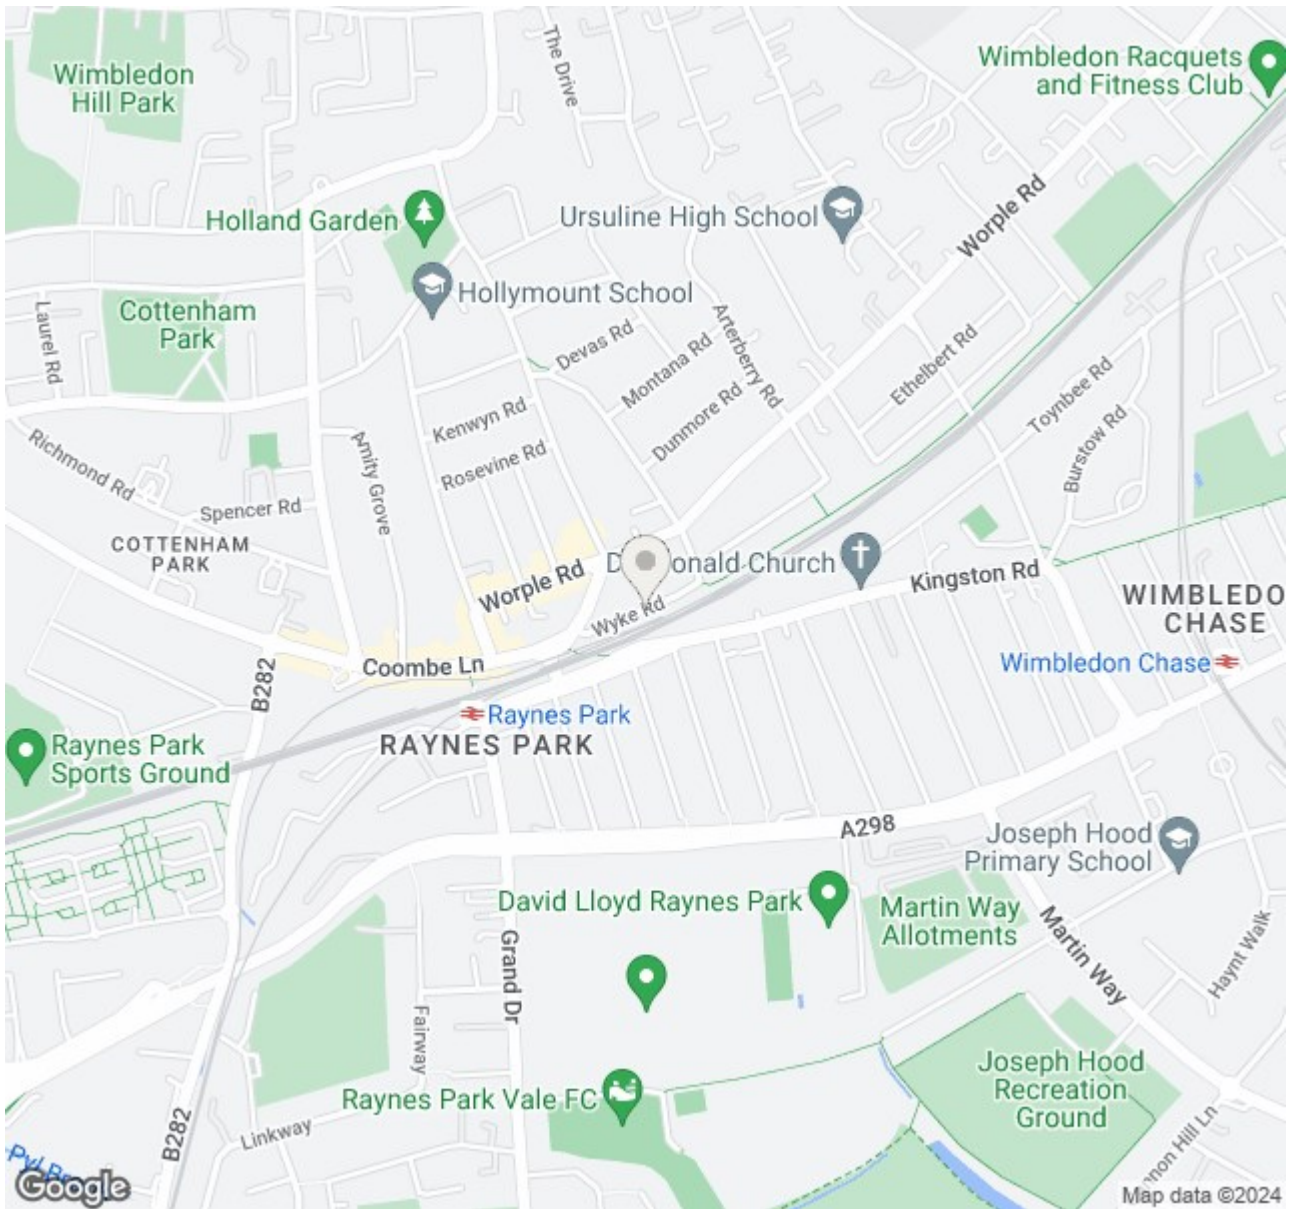 The Drive
Wimbledon Racquets
and Fitness Club
Wimbledon
Hill Park
Worple Rd
Ursuline High School
Holland Garden
Hollymount School
Laurel Rd
Cottenham
Park
Devas Rd
Montana Rd
Arterberry Rd
Ethelbert Rd
Toynbee Rd
Kenwyn Rd
Dunmore Rd
Burstow Rd
Richmond Rd
Amity Grove
Rosevine Rd
Spencer Rd
COTTENHAM
PARK
Worple Rd
onald Church
Kingston Rd
WIMBLEDO
CHASE
Wyke Rd
Coombe Ln
Wimbledon Chase
B282
Raynes Park
RAYNES PARK
Raynes Park
Sports Ground
A298
Joseph Hood
Primary School
David Lloyd Raynes Park
Martin Way
Allotments
Martin Way
Haynt Walk
Grand Dr
Fairway
Joseph Hood
Recreation
Ground
Raynes Park Vale FC
Linkway
B282
non Hill Ln
Google
Map data ©2024